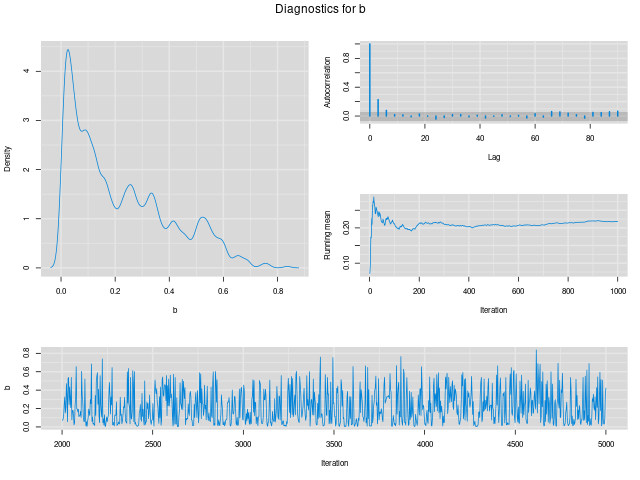 Diagnostics for b
Density
0 1 2 3 4
0.0 0.2 0.4 0.6 0.8
b
Autocorrelation
0.0 0.4 0.8
0 20 40 60 80
Lag
Running mean
0.10 0.20
0 200 400 600 800 1000
Iteration
b
0.0 0.2 0.4 0.6 0.8
2000 2500 3000 3500 4000 4500 5000
Iteration